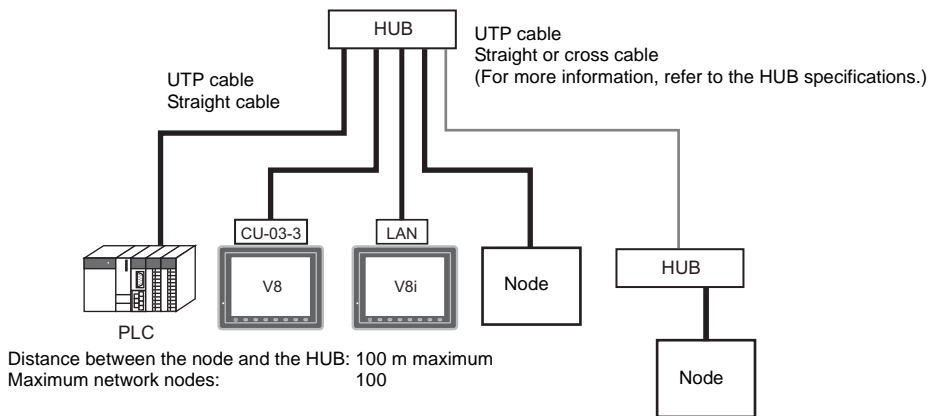 HUB
UTP cable
Straight or cross cable
(For more information, refer to the HUB specifications.)
UTP cable
Straight cable
CU-03-3
LAN
V8
V8i
Node
HUB
PLC
Distance between the node and the HUB: 100 m maximum
Maximum network nodes: 100
Node